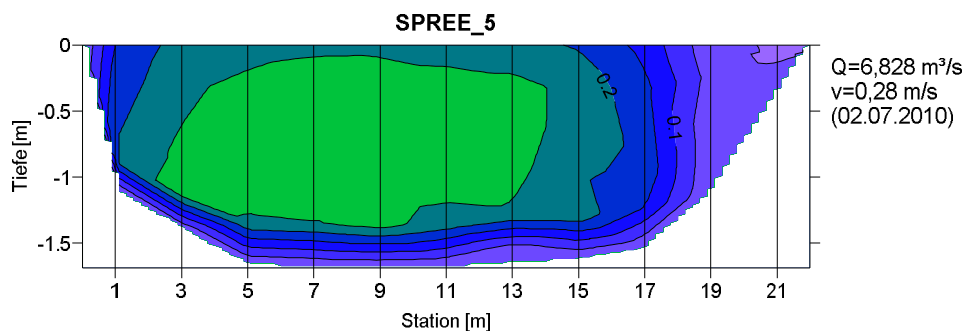 SPREE_5
0
-0.5
-1
-1.5
Tiefe [m]
0.2
0.1
Q=6,828 m³/s
v=0,28 m/s
(02.07.2010)
1 3 5 7 9 11 13 15 17 19 21
Station [m]